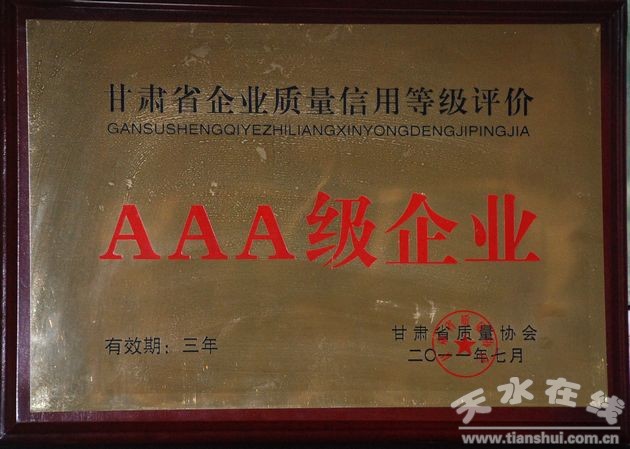 甘肃省企业质量信用等级评价
GANSUSHENGQIYEZHILIANGXINYONGDENGJIPINGJIA
AAA级企业
有效期：三年
甘肃省质量协会
二〇一一年七月
天水在线
www.tianshui.com.cn